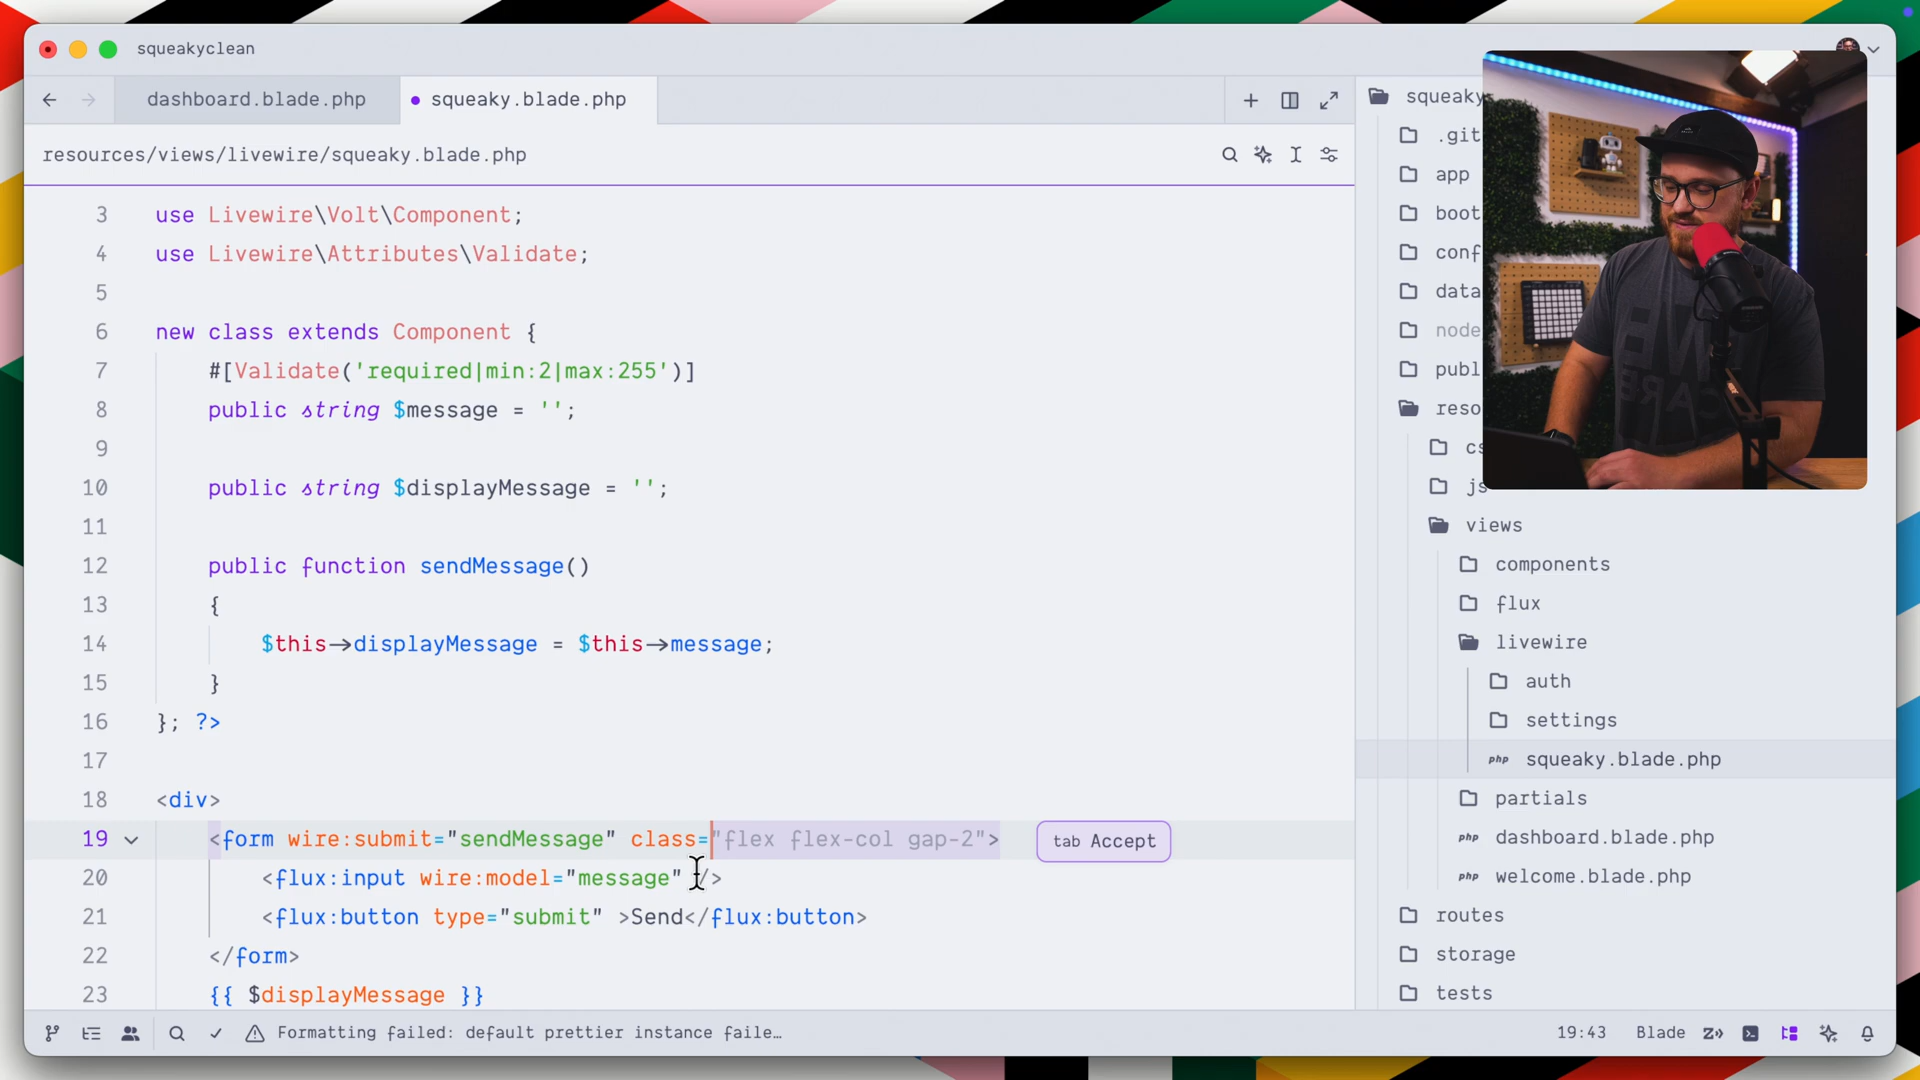 squeakyclean
dashboard.blade.php
squeaky.blade.php
resources/views/livewire/squeaky.blade.php
3 use Livewire\Volt\Component;
4 use Livewire\Attributes\Validate;
5
6 new class extends Component {
7 #[Validate('required|min:2|max:255')]
8 public string $message = '';
9
10 public string $displayMessage = '';
11
12 public function sendMessage()
13 {
14 $this->displayMessage = $this->message;
15 }
16 }; ?>
17
18 <div>
19 <form wire:submit="sendMessage" class="flex flex-col gap-2"> tab Accept
20 <flux:input wire:model="message" />
21 <flux:button type="submit" >Send</flux:button>
22 </form>
23 {{ $displayMessage }}
squeaky
.git
app
boot
conf
data
node
publ
reso
cs
js
views
components
flux
livewire
auth
settings
php squeaky.blade.php
partials
php dashboard.blade.php
php welcome.blade.php
routes
storage
tests
Formatting failed: default prettier instance faile…
19:43 Blade